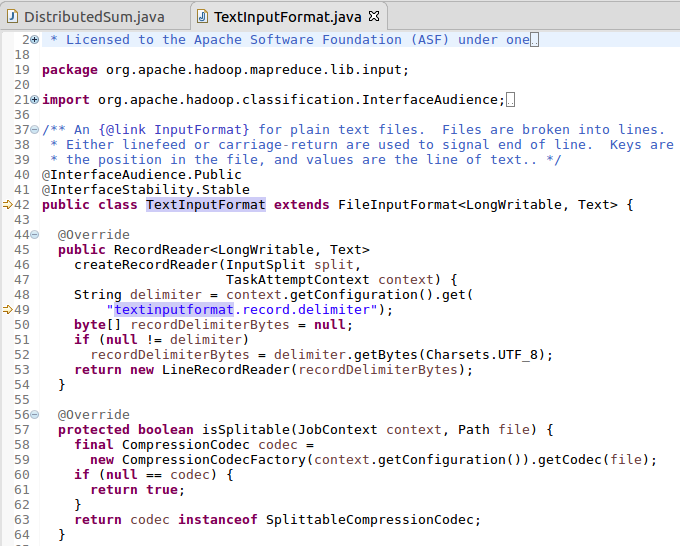 DistributedSum.java TextInputFormat.java
2 * Licensed to the Apache Software Foundation (ASF) under one
18
19 package org.apache.hadoop.mapreduce.lib.input;
20
21 import org.apache.hadoop.classification.InterfaceAudience;
36
37 /** An {@link InputFormat} for plain text files.  Files are broken into lines.
38  * Either linefeed or carriage-return are used to signal end of line.  Keys are
39  * the position in the file, and values are the line of text.. */
40 @InterfaceAudience.Public
41 @InterfaceStability.Stable
42 public class TextInputFormat extends FileInputFormat<LongWritable, Text> {
43
44   @Override
45   public RecordReader<LongWritable, Text>
46     createRecordReader(InputSplit split,
47                        TaskAttemptContext context) {
48     String delimiter = context.getConfiguration().get(
49         "textinputformat.record.delimiter");
50     byte[] recordDelimiterBytes = null;
51     if (null != delimiter)
52       recordDelimiterBytes = delimiter.getBytes(Charsets.UTF_8);
53     return new LineRecordReader(recordDelimiterBytes);
54   }
55
56   @Override
57   protected boolean isSplitable(JobContext context, Path file) {
58     final CompressionCodec codec =
59       new CompressionCodecFactory(context.getConfiguration()).getCodec(file);
60     if (null == codec) {
61       return true;
62     }
63     return codec instanceof SplittableCompressionCodec;
64   }